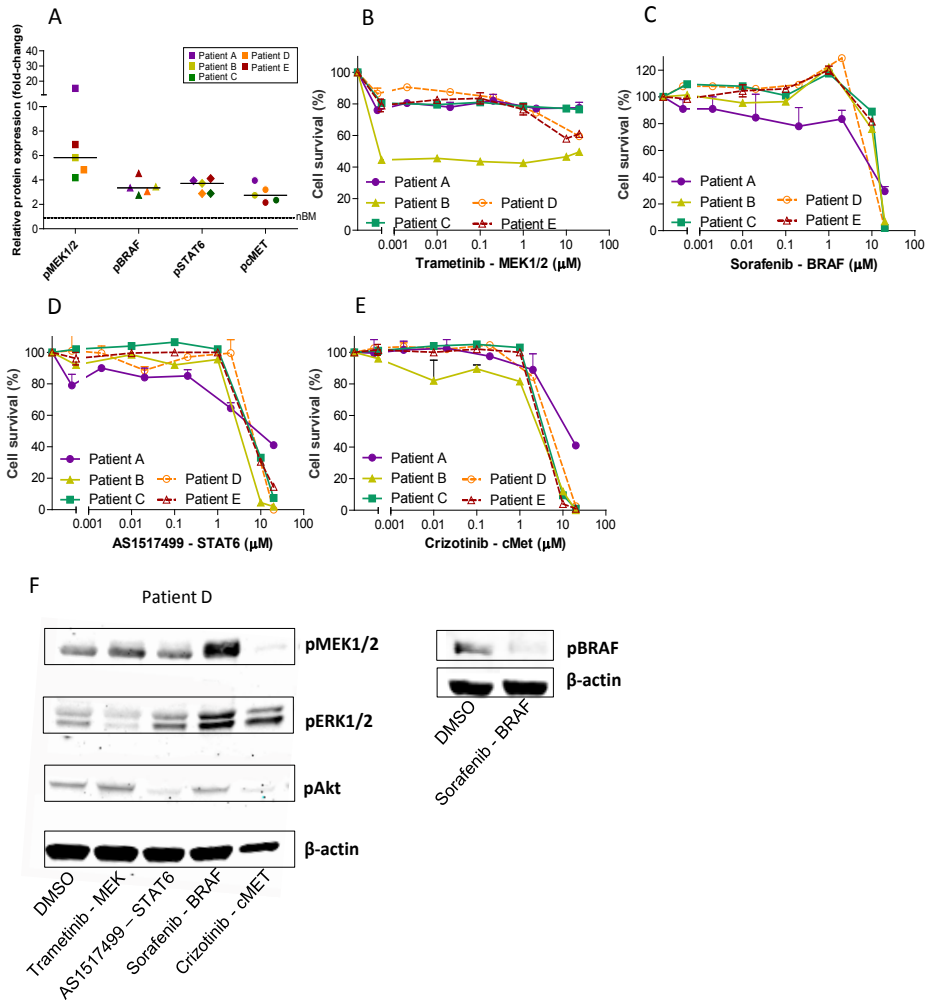 A
Relative protein expression (fold-change)
40
30
20
10
10
8
6
4
2
0
Patient A
Patient B
Patient C
Patient D
Patient E
nBM
pMEK1/2
pBRAF
pSTAT6
pcMET
B
Cell survival (%)
100
80
60
40
20
0
Patient A
Patient B
Patient C
Patient D
Patient E
0.001
0.01
0.1
1
10
100
Trametinib - MEK1/2 (μM)
C
Cell survival (%)
120
100
80
60
40
20
0
Patient A
Patient B
Patient C
Patient D
Patient E
0.001
0.01
0.1
1
10
100
Sorafenib - BRAF (μM)
D
Cell survival (%)
100
80
60
40
20
0
Patient A
Patient B
Patient C
Patient D
Patient E
0.001
0.01
0.1
1
10
100
AS1517499 - STAT6 (μM)
E
Cell survival (%)
100
80
60
40
20
0
Patient A
Patient B
Patient C
Patient D
Patient E
0.001
0.01
0.1
1
10
100
Crizotinib - cMet (μM)
F
Patient D
pMEK1/2
pERK1/2
pAkt
β-actin
DMSO
Trametinib - MEK
AS1517499 – STAT6
Sorafenib - BRAF
Crizotinib - cMET
pBRAF
β-actin
DMSO
Sorafenib - BRAF